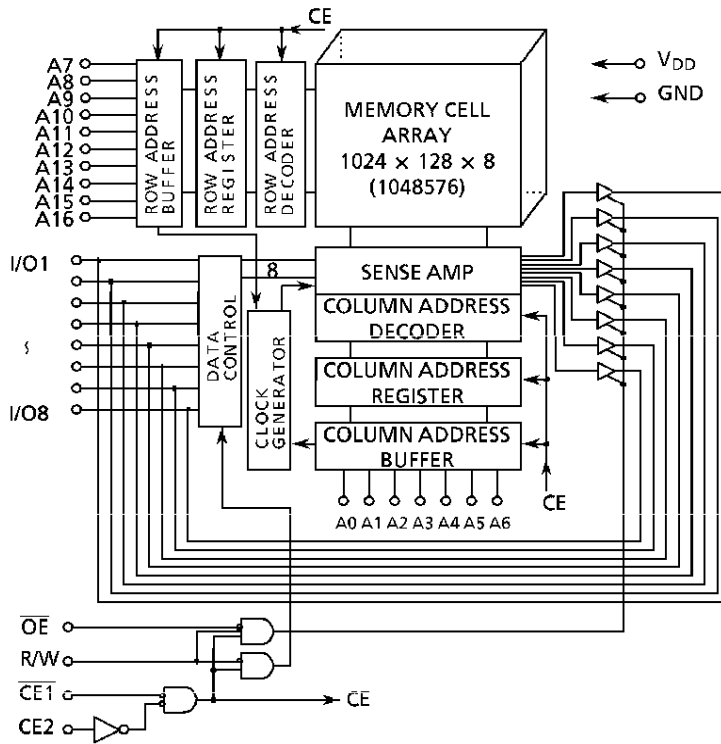 CE
A7
A8
A9
A10
A11
A12
A13
A14
A15
A16
ROW ADDRESS
BUFFER
ROW ADDRESS
REGISTER
ROW ADDRESS
DECODER
MEMORY CELL
ARRAY
1024 × 128 × 8
(1048576)
VDD
GND
I/O1
I/O8
DATA
CONTROL
8
CLOCK
GENERATOR
SENSE AMP
COLUMN ADDRESS
DECODER
COLUMN ADDRESS
REGISTER
COLUMN ADDRESS
BUFFER
A0 A1 A2 A3 A4 A5 A6
CE
OE
R/W
CE1
CE2
CE